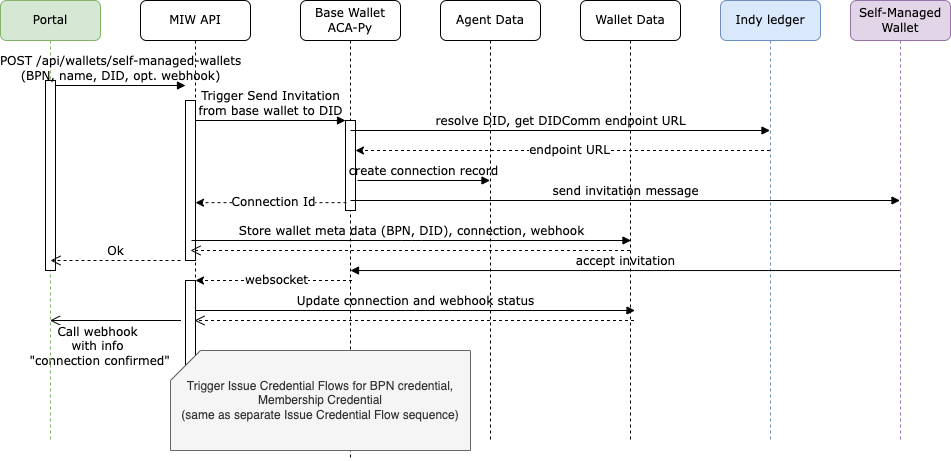 Portal
MIW API
Base Wallet
ACA-Py
Agent Data
Wallet Data
Indy ledger
Self-Managed
Wallet
POST /api/wallets/self-managed-wallets
(BPN, name, DID, opt. webhook)
Trigger Send Invitation
from base wallet to DID
resolve DID, get DIDComm endpoint URL
endpoint URL
create connection record
send invitation message
Connection Id
Store wallet meta data (BPN, DID), connection, webhook
Ok
accept invitation
websocket
Update connection and webhook status
Call webhook
with info
"connection confirmed"
Trigger Issue Credential Flows for BPN credential,
Membership Credential
(same as separate Issue Credential Flow sequence)